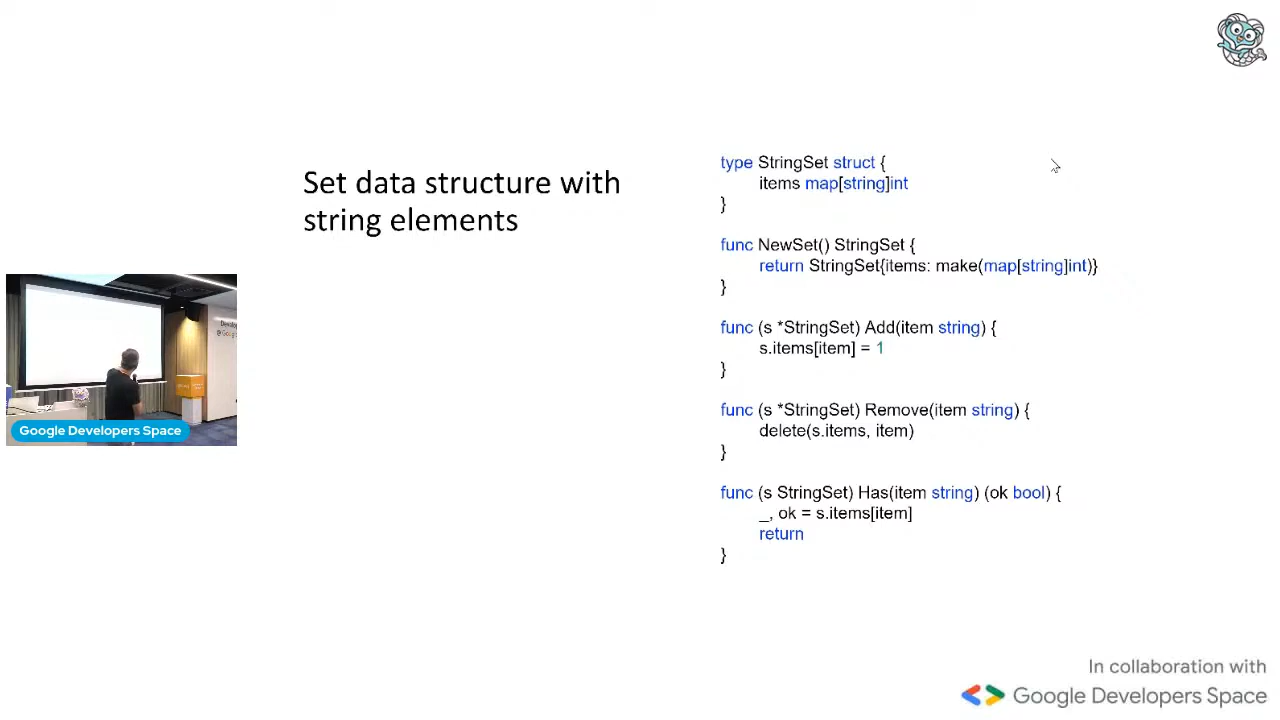 Set data structure with
string elements
type StringSet struct {
items map[string]int
}
func NewSet() StringSet {
return StringSet{items: make(map[string]int)}
}
func (s *StringSet) Add(item string) {
s.items[item] = 1
}
func (s *StringSet) Remove(item string) {
delete(s.items, item)
}
func (s StringSet) Has(item string) (ok bool) {
_, ok = s.items[item]
return
}
Google Developers Space
In collaboration with
Google Developers Space